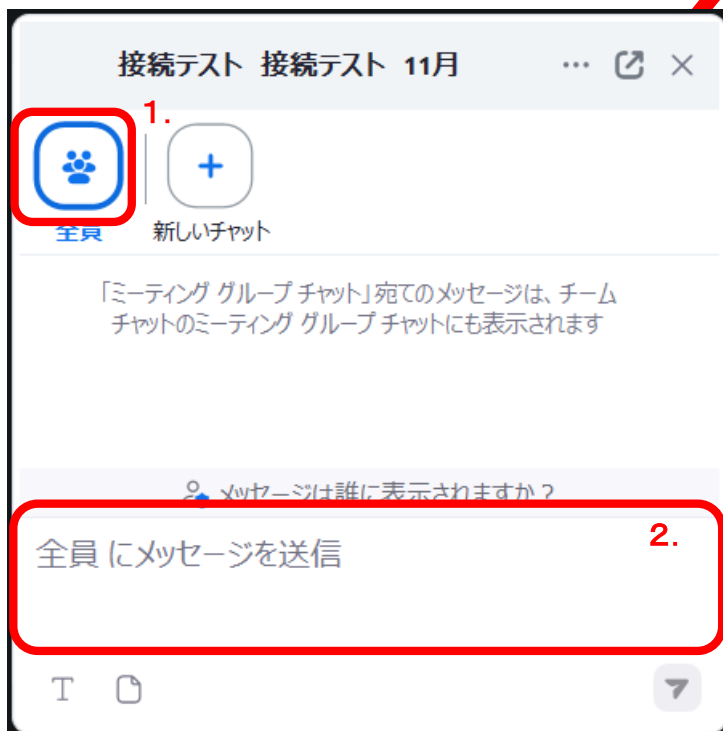 接続テスト 接続テスト 11月
1.
全員
新しいチャット
「ミーティング グループ チャット」宛てのメッセージは、チーム
チャットのミーティング グループ チャットにも表示されます
メッセージは誰に表示されますか?
全員 にメッセージを送信
2.
T